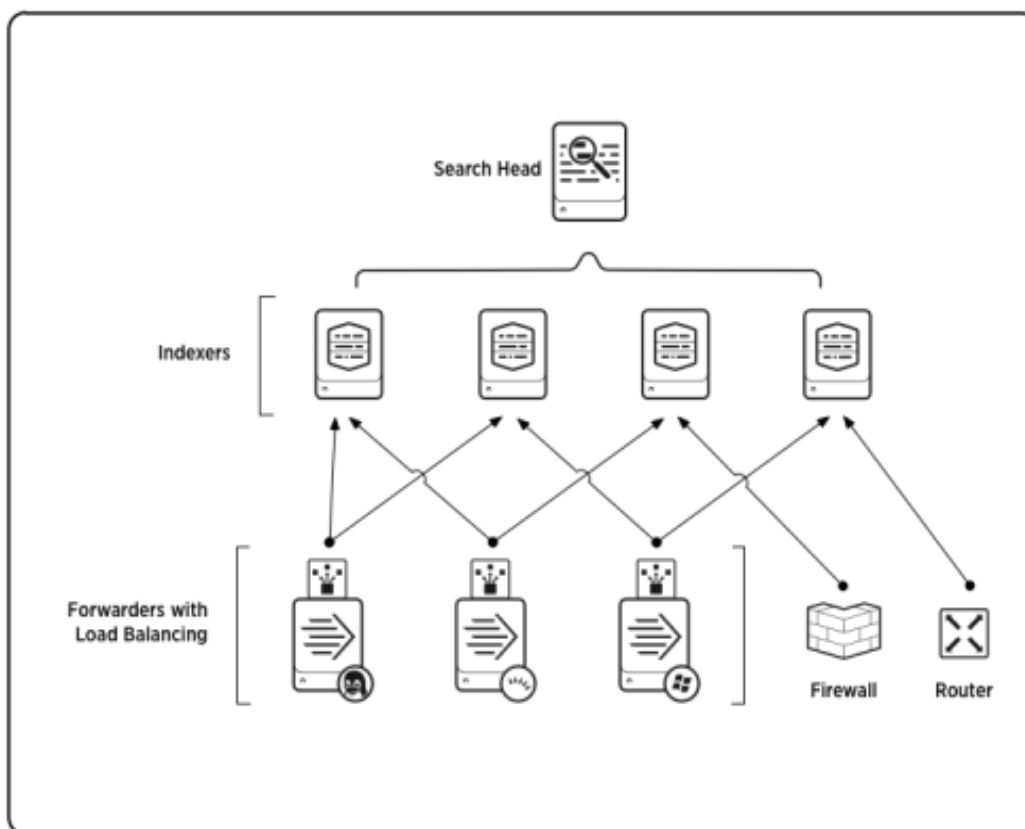 Search Head
Indexers
Forwarders with
Load Balancing
Firewall
Router